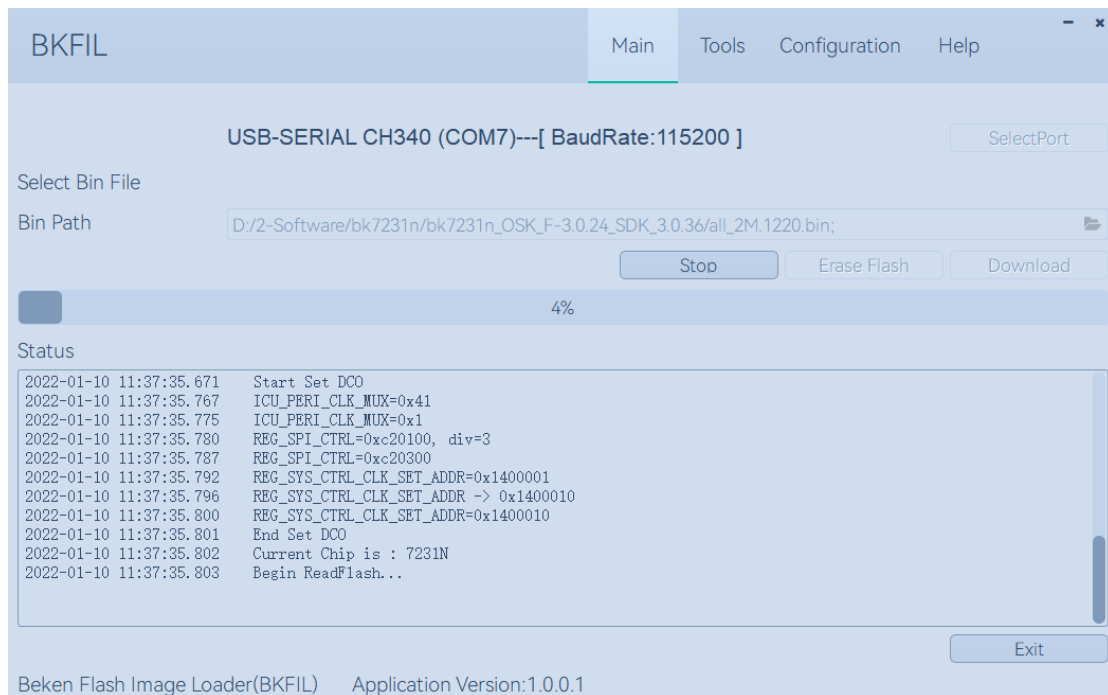 BKFIL
Main Tools Configuration Help
USB-SERIAL CH340 (COM7)---[ BaudRate:115200 ]
SelectPort
Select Bin File
Bin Path
D:/2-Software/bk7231n/bk7231n_OSK_F-3.0.24_SDK_3.0.36/all_2M.1220.bin;
Stop Erase Flash Download
4%
Status
2022-01-10 11:37:35.671 Start Set DCO
2022-01-10 11:37:35.767 ICU_PERI_CLK_MUX=0x41
2022-01-10 11:37:35.775 ICU_PERI_CLK_MUX=0x1
2022-01-10 11:37:35.780 REG_SPI_CTRL=0xc20100, div=3
2022-01-10 11:37:35.787 REG_SPI_CTRL=0xc20300
2022-01-10 11:37:35.792 REG_SYS_CTRL_CLK_SET_ADDR=0x1400001
2022-01-10 11:37:35.796 REG_SYS_CTRL_CLK_SET_ADDR -> 0x1400010
2022-01-10 11:37:35.800 REG_SYS_CTRL_CLK_SET_ADDR=0x1400010
2022-01-10 11:37:35.801 End Set DCO
2022-01-10 11:37:35.802 Current Chip is : 7231N
2022-01-10 11:37:35.803 Begin ReadFlash...
Exit
Beken Flash Image Loader(BKFIL) Application Version:1.0.0.1